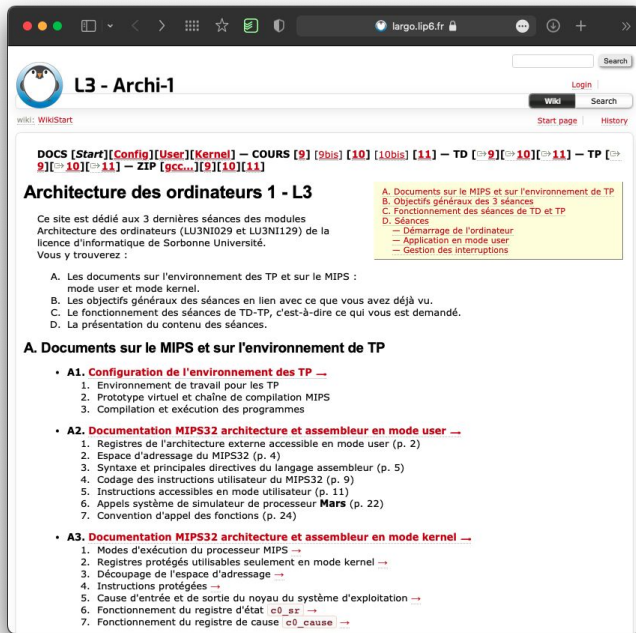 largo.lip6.fr
Search
L3 - Archi-1
Login
Wiki
Search
wiki: WikiStart
Start page
History
DOCS [Start][Config][User][Kernel] — COURS [9] [9bis] [10] [10bis] [11] — TD [9][10][11] — TP [
9][10][11] — ZIP [gcc...][9][10][11]
Architecture des ordinateurs 1 - L3
A. Documents sur le MIPS et sur l'environnement de TP
B. Objectifs généraux des 3 séances
C. Fonctionnement des séances de TD et TP
D. Séances
— Démarrage de l'ordinateur
— Application en mode user
— Gestion des interruptions
Ce site est dédié aux 3 dernières séances des modules
Architecture des ordinateurs (LU3NI029 et LU3NI129) de la
licence d'informatique de Sorbonne Université.
Vous y trouverez :
A. Les documents sur l'environnement des TP et sur le MIPS :
mode user et mode kernel.
B. Les objectifs généraux des séances en lien avec ce que vous avez déjà vu.
C. Le fonctionnement des séances de TD-TP, c'est-à-dire ce qui vous est demandé.
D. La présentation du contenu des séances.
A. Documents sur le MIPS et sur l'environnement de TP
• A1. Configuration de l'environnement des TP →
1. Environnement de travail pour les TP
2. Prototype virtuel et chaîne de compilation MIPS
3. Compilation et exécution des programmes
• A2. Documentation MIPS32 architecture et assembleur en mode user →
1. Registres de l'architecture externe accessible en mode user (p. 2)
2. Espace d'adressage du MIPS32 (p. 4)
3. Syntaxe et principales directives du langage assembleur (p. 5)
4. Codage des instructions utilisateur du MIPS32 (p. 9)
5. Instructions accessibles en mode utilisateur (p. 11)
6. Appels système de simulateur de processeur Mars (p. 22)
7. Convention d'appel des fonctions (p. 24)
• A3. Documentation MIPS32 architecture et assembleur en mode kernel →
1. Modes d'exécution du processeur MIPS →
2. Registres protégés utilisables seulement en mode kernel →
3. Découpage de l'espace d'adressage →
4. Instructions protégées →
5. Cause d'entrée et de sortie du noyau du système d'exploitation →
6. Fonctionnement du registre d'état c0_sr →
7. Fonctionnement du registre de cause c0_cause →